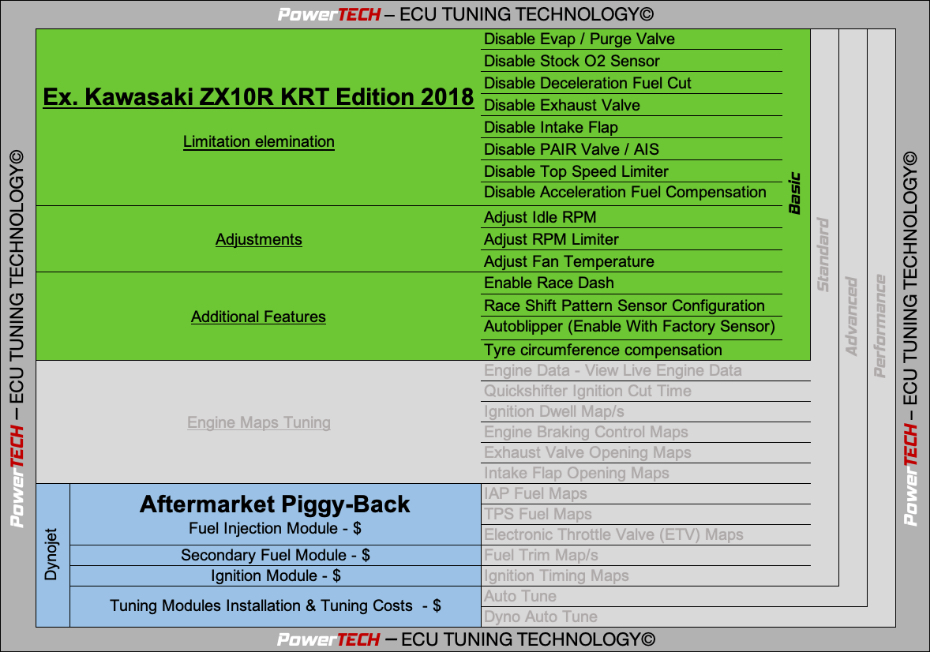 PowerTECH – ECU TUNING TECHNOLOGY©
PowerTECH – ECU TUNING TECHNOLOGY©
Ex. Kawasaki ZX10R KRT Edition 2018
Limitation elemination
Disable Evap / Purge Valve
Disable Stock O2 Sensor
Disable Deceleration Fuel Cut
Disable Exhaust Valve
Disable Intake Flap
Disable PAIR Valve / AIS
Disable Top Speed Limiter
Disable Acceleration Fuel Compensation
Adjustments
Adjust Idle RPM
Adjust RPM Limiter
Adjust Fan Temperature
Additional Features
Enable Race Dash
Race Shift Pattern Sensor Configuration
Autoblipper (Enable With Factory Sensor)
Tyre circumference compensation
Basic
Standard
Advanced
Performance
Engine Maps Tuning
Engine Data - View Live Engine Data
Quickshifter Ignition Cut Time
Ignition Dwell Map/s
Engine Braking Control Maps
Exhaust Valve Opening Maps
Intake Flap Opening Maps
IAP Fuel Maps
TPS Fuel Maps
Electronic Throttle Valve (ETV) Maps
Fuel Trim Map/s
Ignition Timing Maps
Auto Tune
Dyno Auto Tune
Dynojet
Aftermarket Piggy-Back
Fuel Injection Module - $
Secondary Fuel Module - $
Ignition Module - $
Tuning Modules Installation & Tuning Costs - $
PowerTECH – ECU TUNING TECHNOLOGY©
PowerTECH – ECU TUNING TECHNOLOGY©